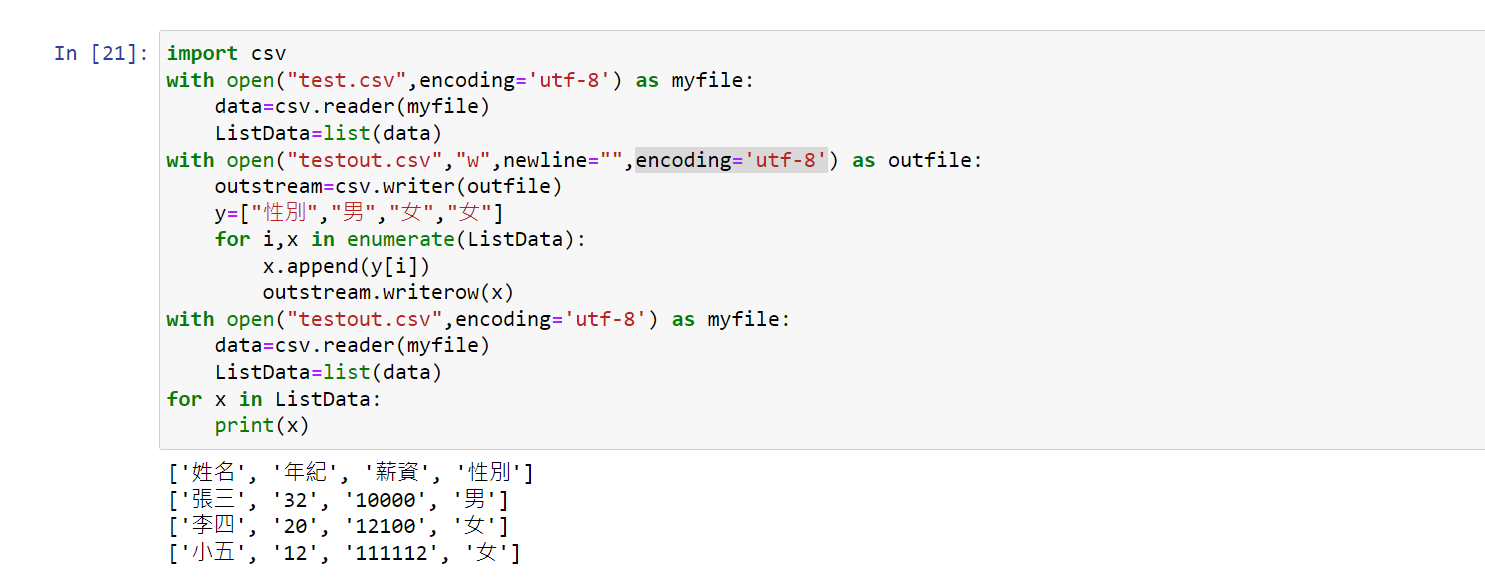 In [21]: import csv
with open("test.csv",encoding='utf-8') as myfile:
    data=csv.reader(myfile)
    ListData=list(data)
with open("testout.csv","w",newline="",encoding='utf-8') as outfile:
    outstream=csv.writer(outfile)
    y=["性別","男","女","女"]
    for i,x in enumerate(ListData):
        x.append(y[i])
        outstream.writerow(x)
with open("testout.csv",encoding='utf-8') as myfile:
    data=csv.reader(myfile)
    ListData=list(data)
for x in ListData:
    print(x)
['姓名', '年紀', '薪資', '性別']
['張三', '32', '10000', '男']
['李四', '20', '12100', '女']
['小五', '12', '111112', '女']